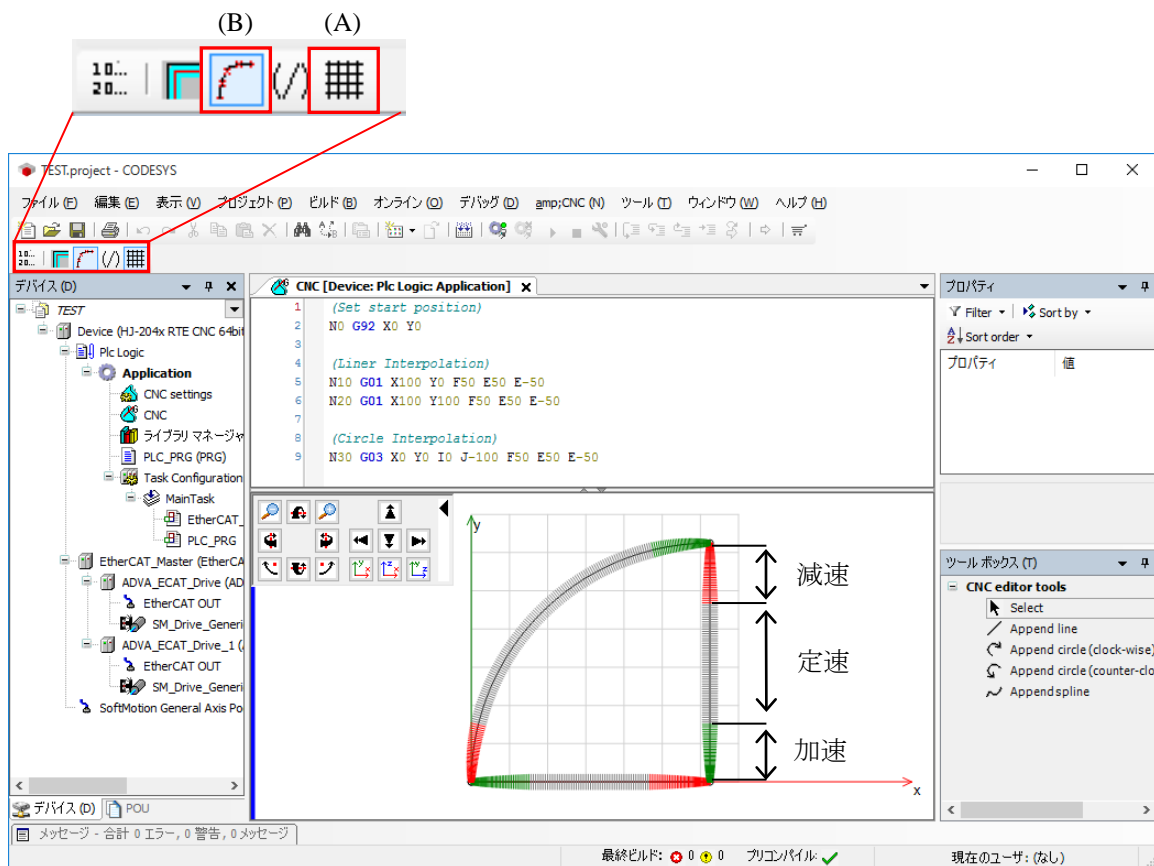 (B) (A)
10...
20...
TEST.project - CODESYS
ファイル (F) 編集 (E) 表示 (V) プロジェクト (P) ビルド (B) オンライン (O) デバッグ (D) amp;CNC (N) ツール (T) ウィンドウ (W) ヘルプ (H)
10...
20...
デバイス (D)
TEST
Device (HJ-204x RTE CNC 64bit
Plc Logic
Application
CNC settings
CNC
ライブラリ マネージャ
PLC_PRG (PRG)
Task Configuration
MainTask
EtherCAT_
PLC_PRG
EtherCAT_Master (EtherCA
ADVA_ECAT_Drive (AD
EtherCAT OUT
SM_Drive_Generi
ADVA_ECAT_Drive_1 (
EtherCAT OUT
SM_Drive_Generi
SoftMotion General Axis Po
デバイス (D) POU
CNC [Device: Plc Logic: Application]
1 (Set start position)
2 N0 G92 X0 Y0
3
4 (Liner Interpolation)
5 N10 G01 X100 Y0 F50 E50 E-50
6 N20 G01 X100 Y100 F50 E50 E-50
7
8 (Circle Interpolation)
9 N30 G03 X0 Y0 I0 J-100 F50 E50 E-50
y
減速
定速
加速
x
プロパティ
Filter Sort by
Sort order
プロパティ 値
ツール ボックス (T)
CNC editor tools
Select
Append line
Append circle (clock-wise)
Append circle (counter-clo
Append spline
メッセージ - 合計 0 エラー, 0 警告, 0 メッセージ
最終ビルド: 0 0 プリコンパイル: 現在のユーザ: (なし)